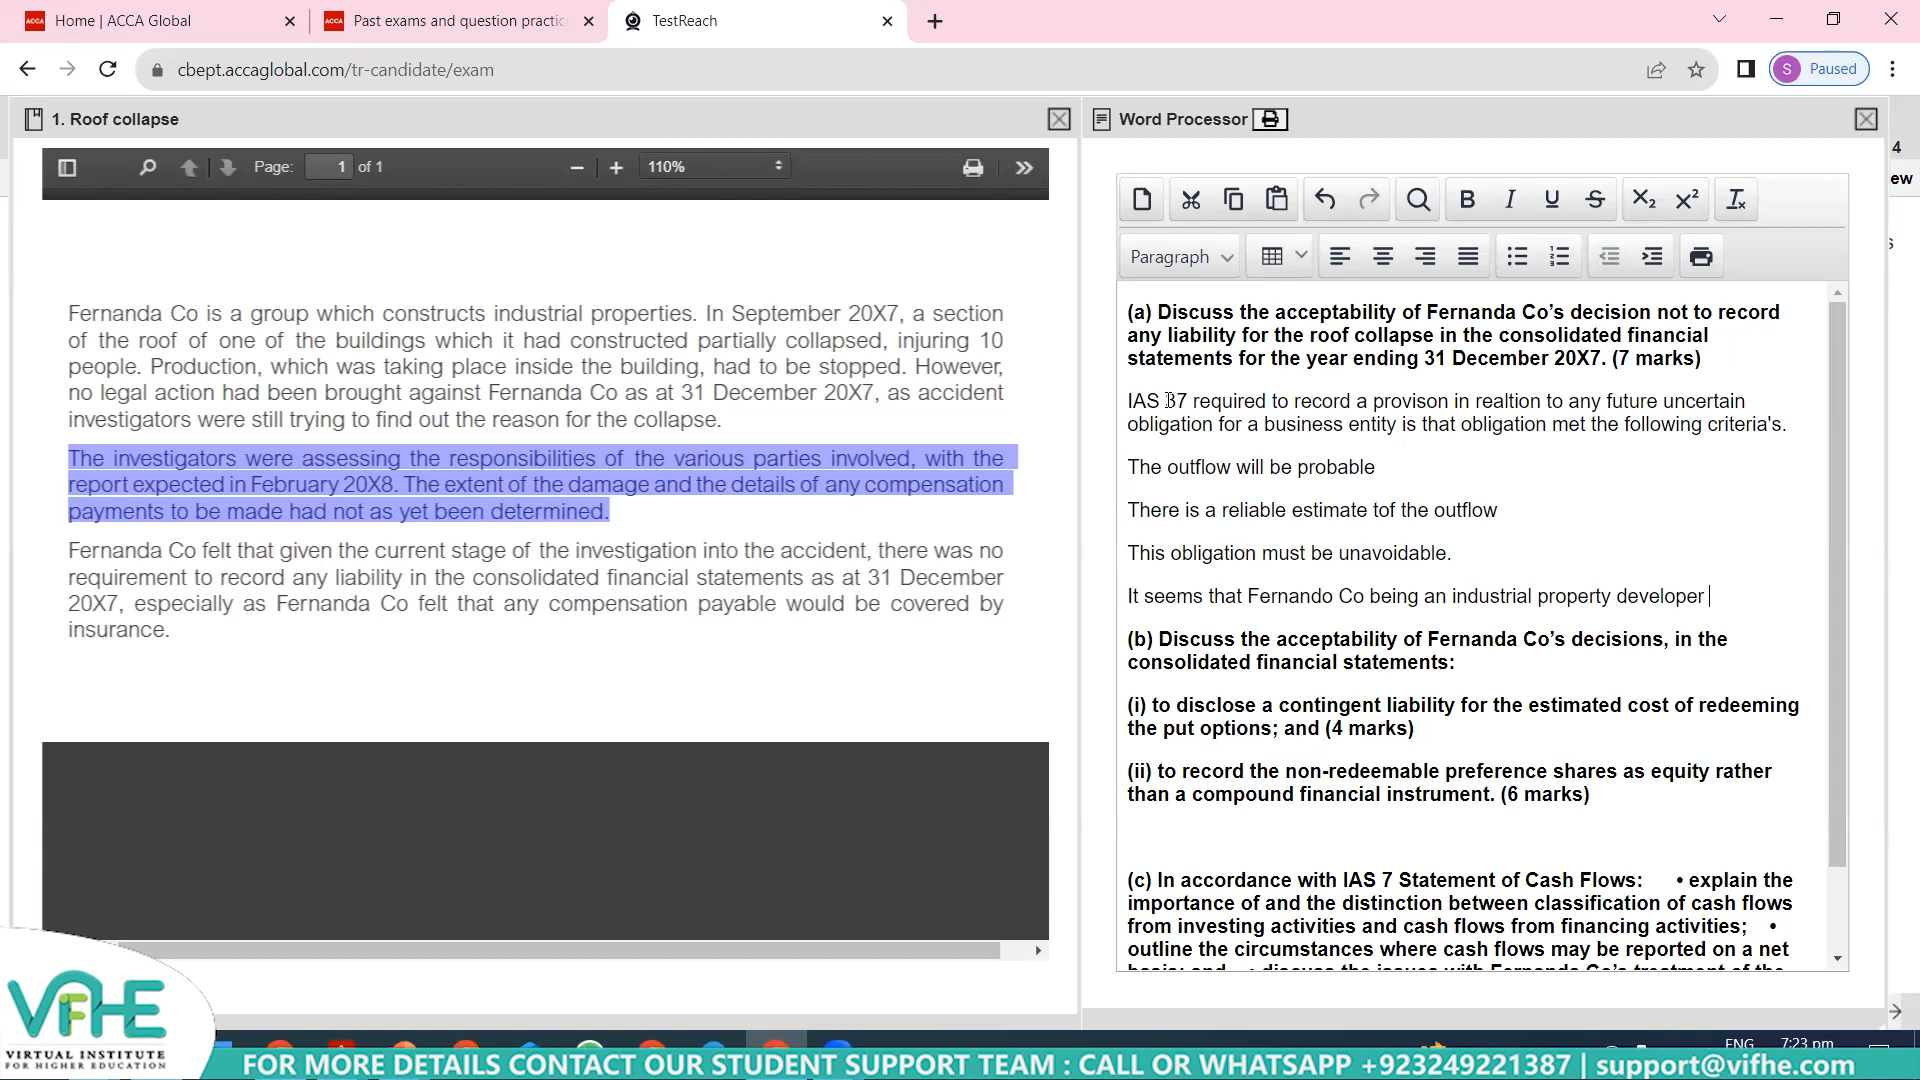 Home | ACCA Global
Past exams and question practic
TestReach
cbept.accaglobal.com/tr-candidate/exam
S Paused
1. Roof collapse
Word Processor
4
ew
s
Page: 1 of 1
110%
Paragraph
Fernanda Co is a group which constructs industrial properties. In September 20X7, a section
of the roof of one of the buildings which it had constructed partially collapsed, injuring 10
people. Production, which was taking place inside the building, had to be stopped. However,
no legal action had been brought against Fernanda Co as at 31 December 20X7, as accident
investigators were still trying to find out the reason for the collapse.
The investigators were assessing the responsibilities of the various parties involved, with the
report expected in February 20X8. The extent of the damage and the details of any compensation
payments to be made had not as yet been determined.
Fernanda Co felt that given the current stage of the investigation into the accident, there was no
requirement to record any liability in the consolidated financial statements as at 31 December
20X7, especially as Fernanda Co felt that any compensation payable would be covered by
insurance.
(a) Discuss the acceptability of Fernanda Co’s decision not to record
any liability for the roof collapse in the consolidated financial
statements for the year ending 31 December 20X7. (7 marks)
IAS 37 required to record a provison in realtion to any future uncertain
obligation for a business entity is that obligation met the following criteria's.
The outflow will be probable
There is a reliable estimate tof the outflow
This obligation must be unavoidable.
It seems that Fernando Co being an industrial property developer
(b) Discuss the acceptability of Fernanda Co’s decisions, in the
consolidated financial statements:
(i) to disclose a contingent liability for the estimated cost of redeeming
the put options; and (4 marks)
(ii) to record the non-redeemable preference shares as equity rather
than a compound financial instrument. (6 marks)
(c) In accordance with IAS 7 Statement of Cash Flows: • explain the
importance of and the distinction between classification of cash flows
from investing activities and cash flows from financing activities; •
outline the circumstances where cash flows may be reported on a net
basis; and • discuss the issues with Fernanda Co’s treatment of the
ENG 7:23 pm
VIFHE
VIRTUAL INSTITUTE
FOR HIGHER EDUCATION
FOR MORE DETAILS CONTACT OUR STUDENT SUPPORT TEAM : CALL OR WHATSAPP +923249221387 | support@vifhe.com